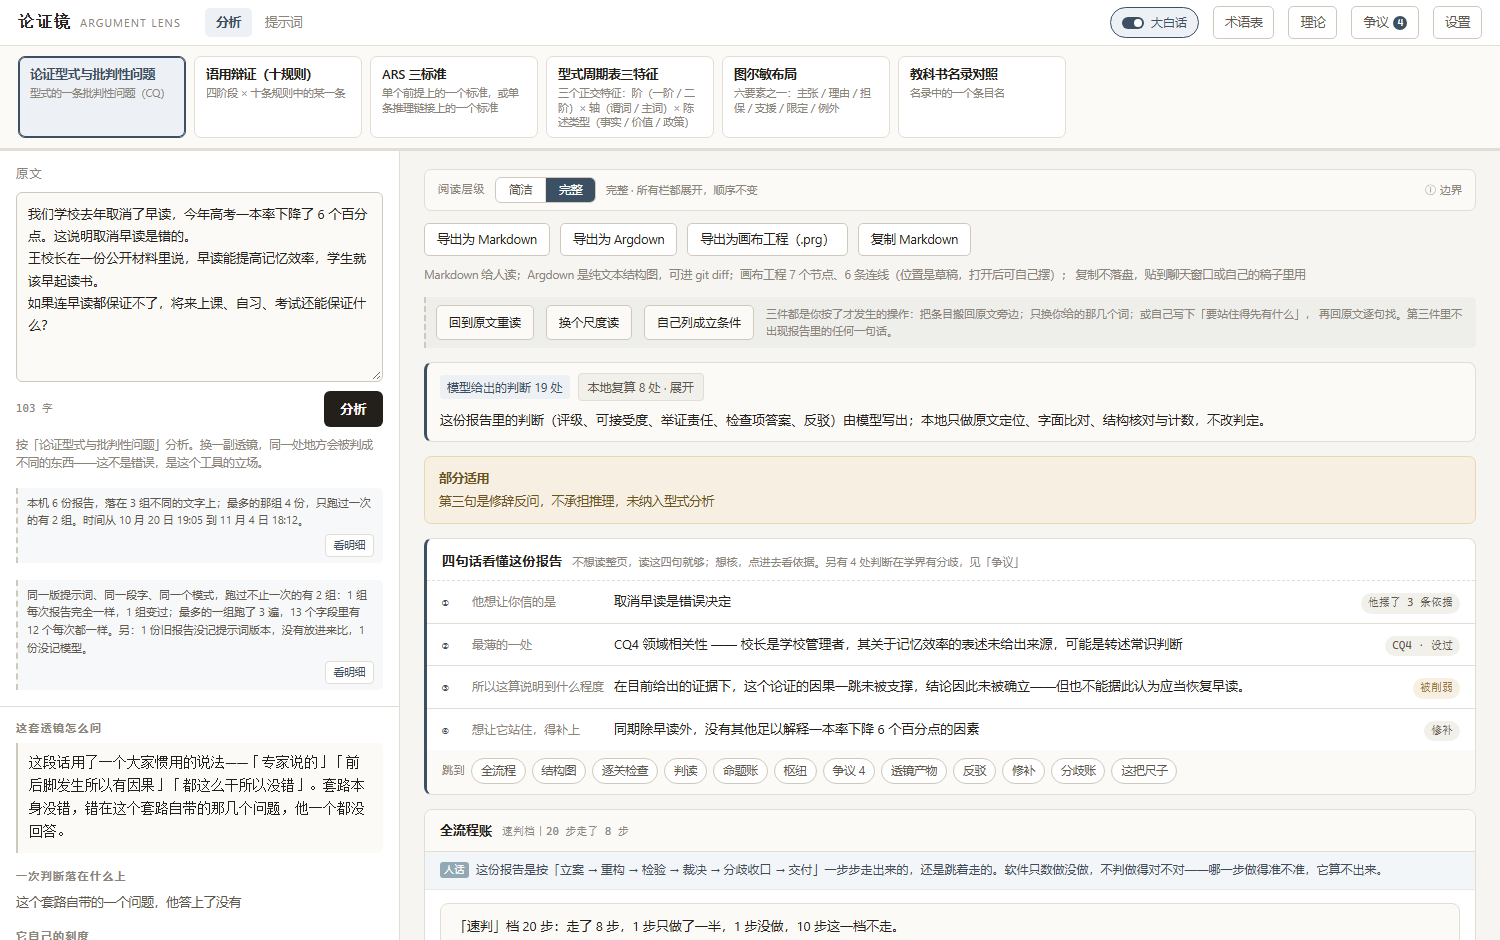 论证镜 ARGUMENT LENS 分析 提示词 大白话 术语表 理论 争议 4 设置
论证型式与批判性问题
型式的一条批判性问题（CQ）
语用辩证（十规则）
四阶段 × 十条规则中的某一条
ARS 三标准
单个前提上的一个标准，或单
条推理链接上的一个标准
型式周期表三特征
三个正交特征：阶（一阶 / 二
阶）× 轴（谓词 / 主词）× 陈
述类型（事实 / 价值 / 政策）
图尔敏布局
六要素之一：主张 / 理由 / 担
保 / 支援 / 限定 / 例外
教科书名录对照
名录中的一个条目名
原文
我们学校去年取消了早读，今年高考一本率下降了 6 个百分
点。这说明取消早读是错的。
王校长在一份公开材料里说，早读能提高记忆效率，学生就
该早起读书。
如果连早读都保证不了，将来上课、自习、考试还能保证什
么？
103 字
分析
按「论证型式与批判性问题」分析。换一副透镜，同一处地方会被判成
不同的东西——这不是错误，是这个工具的立场。
本机 6 份报告，落在 3 组不同的文字上；最多的那组 4 份，只跑过一次
的有 2 组。时间从 10 月 20 日 19:05 到 11 月 4 日 18:12。
看明细
同一版提示词、同一段字、同一个模式，跑过不止一次的有 2 组：1 组
每次报告完全一样，1 组变过；最多的一组跑了 3 遍，13 个字段里有
12 个每次都一样。另：1 份旧报告没记提示词版本，没有放进来比，1
份没记模型。
看明细
这套透镜怎么问
这段话用了一个大家惯用的说法——「专家说的」「前
后脚发生所以有因果」「都这么干所以没错」。套路本
身没错，错在这个套路自带的那几个问题，他一个都没
回答。
一次判断落在什么上
这个套路自带的一个问题，他答上了没有
它自己的刻度
阅读层级 简洁 完整 完整 · 所有栏都展开，顺序不变 ⓘ 边界
导出为 Markdown 导出为 Argdown 导出为画布工程（.prg） 复制 Markdown
Markdown 给人读；Argdown 是纯文本结构图，可进 git diff；画布工程 7 个节点、6 条连线（位置是草稿，打开后可自己摆）；复制不落盘，贴到聊天窗口或自己的稿子里用
回到原文重读 换个尺度读 自己列成立条件
三件都是你按了才发生的操作：把条目搬回原文旁边；只换你给的那几个词；或自己写下「要站住得先有什么」，再回原文逐句找。第三件里不
出现报告里的任何一句话。
模型给出的判断 19 处 本地复算 8 处 · 展开
这份报告里的判断（评级、可接受度、举证责任、检查项答案、反驳）由模型写出；本地只做原文定位、字面比对、结构核对与计数，不改判定。
部分适用
第三句是修辞反问，不承担推理，未纳入型式分析
四句话看懂这份报告 不想读整页，读这四句就够；想核，点进去看依据。另有 4 处判断在学界有分歧，见「争议」
① 他想让你信的是 取消早读是错误决定 他摆了 3 条依据
② 最薄的一处 CQ4 领域相关性 —— 校长是学校管理者，其关于记忆效率的表述未给出来源，可能是转述常识判断 CQ4 · 没过
③ 所以这算说明到什么程度 在目前给出的证据下，这个论证的因果一跳未被支撑，结论因此未被确立——但也不能据此认为应当恢复早读。 被削弱
④ 想让它站住，得补上 同期除早读外，没有其他足以解释一本率下降 6 个百分点的因素 修补
跳到 全流程 结构图 逐关检查 判读 命题账 枢纽 争议 4 透镜产物 反驳 修补 分歧账 这把尺子
全流程账 速判档 | 20 步走了 8 步
人话 这份报告是按「立案 → 重构 → 检验 → 裁决 → 分歧收口 → 交付」一步步走出来的，还是跳着走的。软件只数做没做，不判做得对不对——哪一步做得准不准，它算不出来。
「速判」档 20 步：走了 8 步，1 步只做了一半，1 步没做，10 步这一档不走。